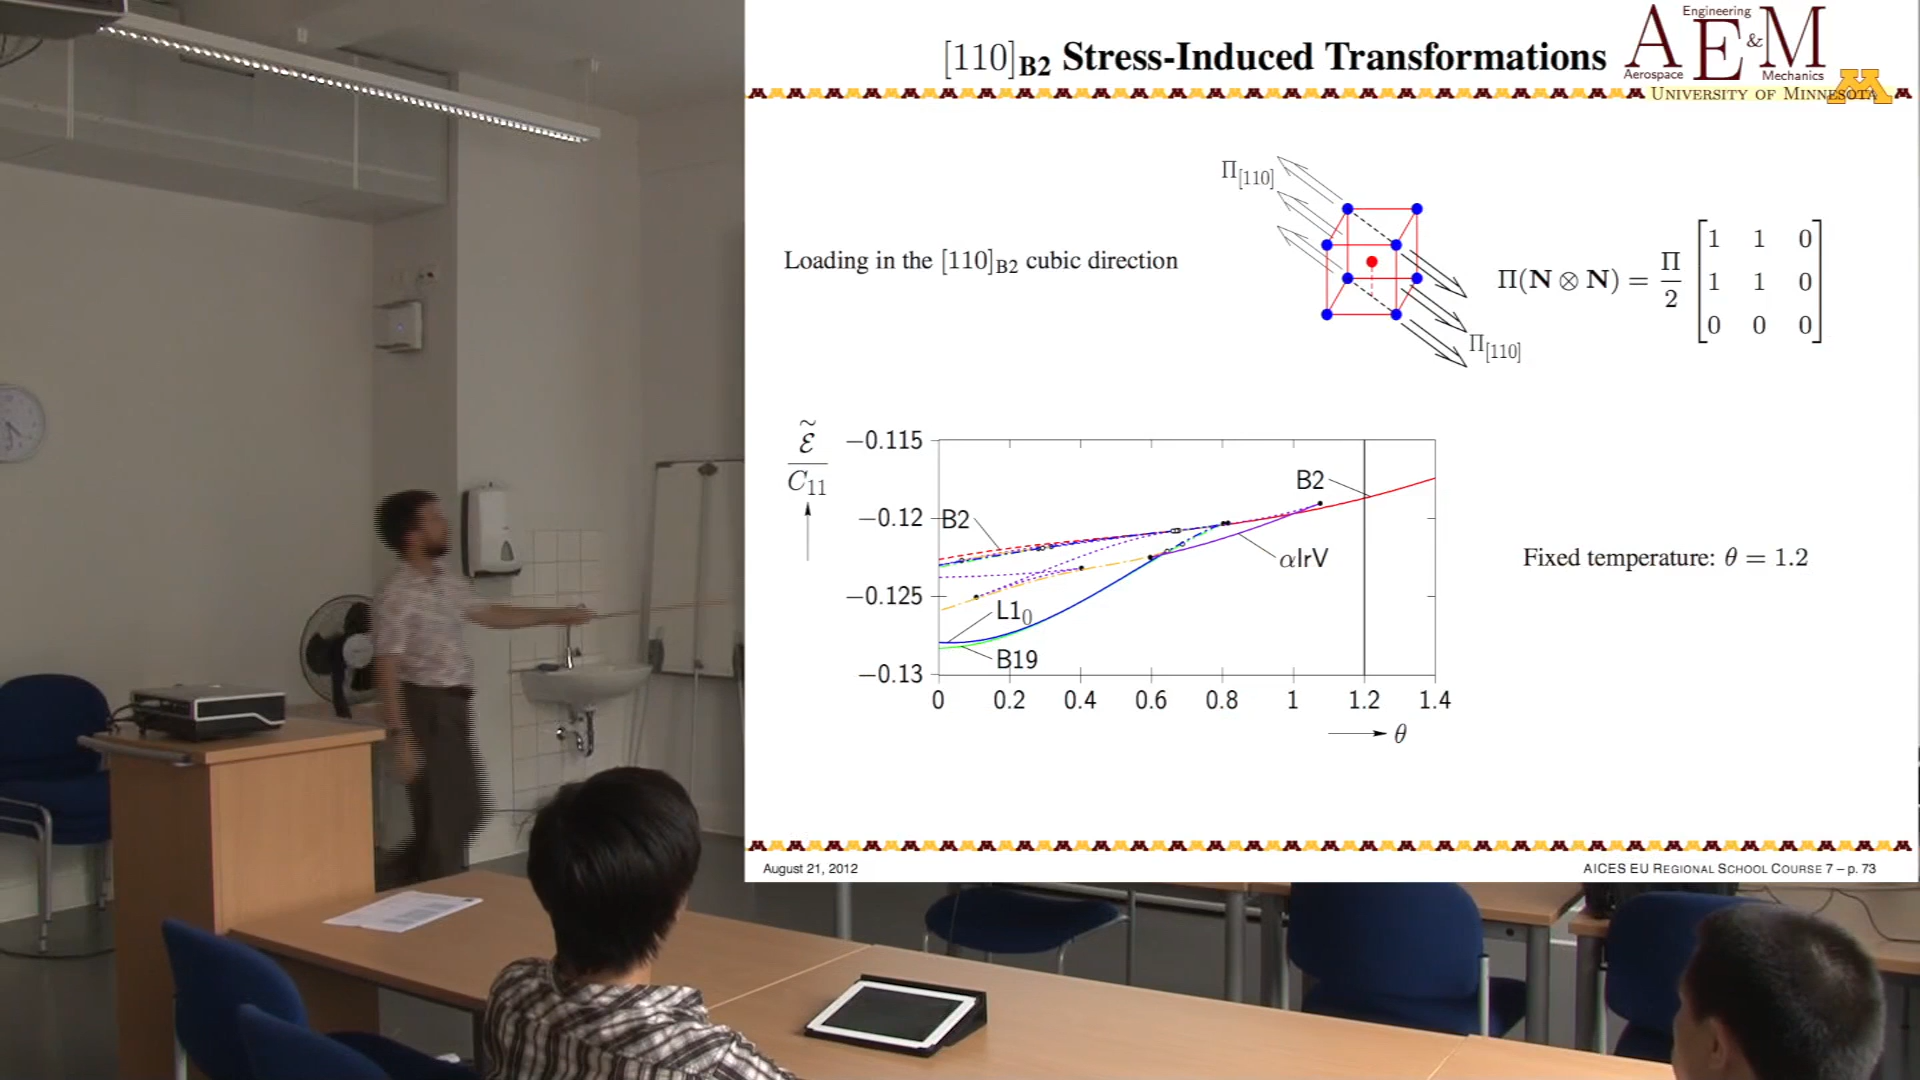 [110]B2 Stress-Induced Transformations
Engineering
AE&M
Aerospace Mechanics
UNIVERSITY OF MINNESOTA
Π[110]
Loading in the [110]B2 cubic direction
Π(N ⊗ N) = Π/2 [1 1 0; 1 1 0; 0 0 0]
Π[110]
Ẽ/C11
−0.115
−0.12
−0.125
−0.13
B2
B2
αIrV
L10
B19
Fixed temperature: θ = 1.2
0 0.2 0.4 0.6 0.8 1 1.2 1.4
θ
August 21, 2012
AICES EU REGIONAL SCHOOL COURSE 7 – p. 73